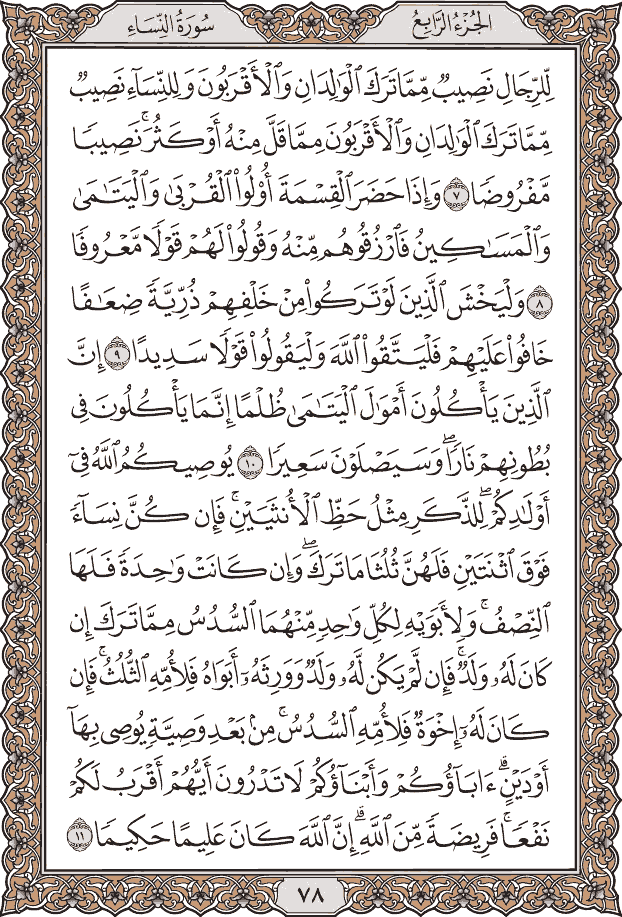 الجُزْءُ الرَّابِعُ
سُورَةُ النِّسَاءِ
لِّلرِّجَالِ نَصِيبٌ مِّمَّا تَرَكَ ٱلْوَٰلِدَانِ وَٱلْأَقْرَبُونَ وَلِلنِّسَآءِ نَصِيبٌ
مِّمَّا تَرَكَ ٱلْوَٰلِدَانِ وَٱلْأَقْرَبُونَ مِمَّا قَلَّ مِنْهُ أَوْ كَثُرَۚ نَصِيبًا
مَّفْرُوضًا ٧ وَإِذَا حَضَرَ ٱلْقِسْمَةَ أُو۟لُوا۟ ٱلْقُرْبَىٰ وَٱلْيَتَٰمَىٰ
وَٱلْمَسَٰكِينُ فَٱرْزُقُوهُم مِّنْهُ وَقُولُوا۟ لَهُمْ قَوْلًا مَّعْرُوفًا
٨ وَلْيَخْشَ ٱلَّذِينَ لَوْ تَرَكُوا۟ مِنْ خَلْفِهِمْ ذُرِّيَّةً ضِعَٰفًا
خَافُوا۟ عَلَيْهِمْ فَلْيَتَّقُوا۟ ٱللَّهَ وَلْيَقُولُوا۟ قَوْلًا سَدِيدًا ٩ إِنَّ
ٱلَّذِينَ يَأْكُلُونَ أَمْوَٰلَ ٱلْيَتَٰمَىٰ ظُلْمًا إِنَّمَا يَأْكُلُونَ فِى
بُطُونِهِمْ نَارًاۖ وَسَيَصْلَوْنَ سَعِيرًا ١٠ يُوصِيكُمُ ٱللَّهُ فِىٓ
أَوْلَٰدِكُمْۖ لِلذَّكَرِ مِثْلُ حَظِّ ٱلْأُنثَيَيْنِۚ فَإِن كُنَّ نِسَآءً
فَوْقَ ٱثْنَتَيْنِ فَلَهُنَّ ثُلُثَا مَا تَرَكَۖ وَإِن كَانَتْ وَٰحِدَةً فَلَهَا
ٱلنِّصْفُۚ وَلِأَبَوَيْهِ لِكُلِّ وَٰحِدٍ مِّنْهُمَا ٱلسُّدُسُ مِمَّا تَرَكَ إِن
كَانَ لَهُۥ وَلَدٌۚ فَإِن لَّمْ يَكُن لَّهُۥ وَلَدٌ وَوَرِثَهُۥٓ أَبَوَاهُ فَلِأُمِّهِ ٱلثُّلُثُۚ فَإِن
كَانَ لَهُۥٓ إِخْوَةٌ فَلِأُمِّهِ ٱلسُّدُسُۚ مِنۢ بَعْدِ وَصِيَّةٍ يُوصِى بِهَآ
أَوْ دَيْنٍۗ ءَابَآؤُكُمْ وَأَبْنَآؤُكُمْ لَا تَدْرُونَ أَيُّهُمْ أَقْرَبُ لَكُمْ
نَفْعًاۚ فَرِيضَةً مِّنَ ٱللَّهِۗ إِنَّ ٱللَّهَ كَانَ عَلِيمًا حَكِيمًا ١١
٧٨